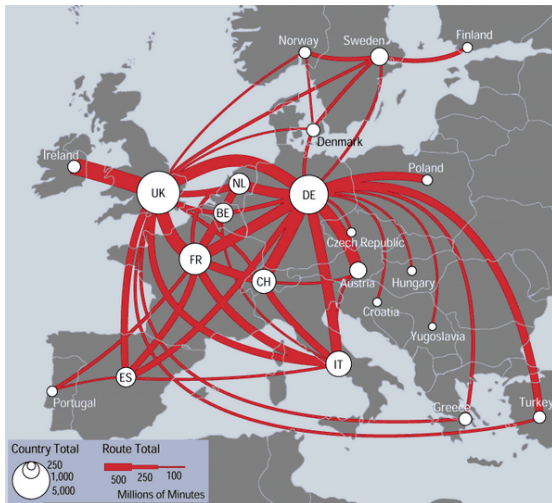 Norway
Sweden
Finland
Denmark
Ireland
UK
NL
DE
Poland
BE
Czech Republic
FR
CH
Austria
Hungary
Croatia
Yugoslavia
IT
ES
Portugal
Greece
Turkey
Country Total
250
1,000
5,000
Route Total
500 250 100
Millions of Minutes